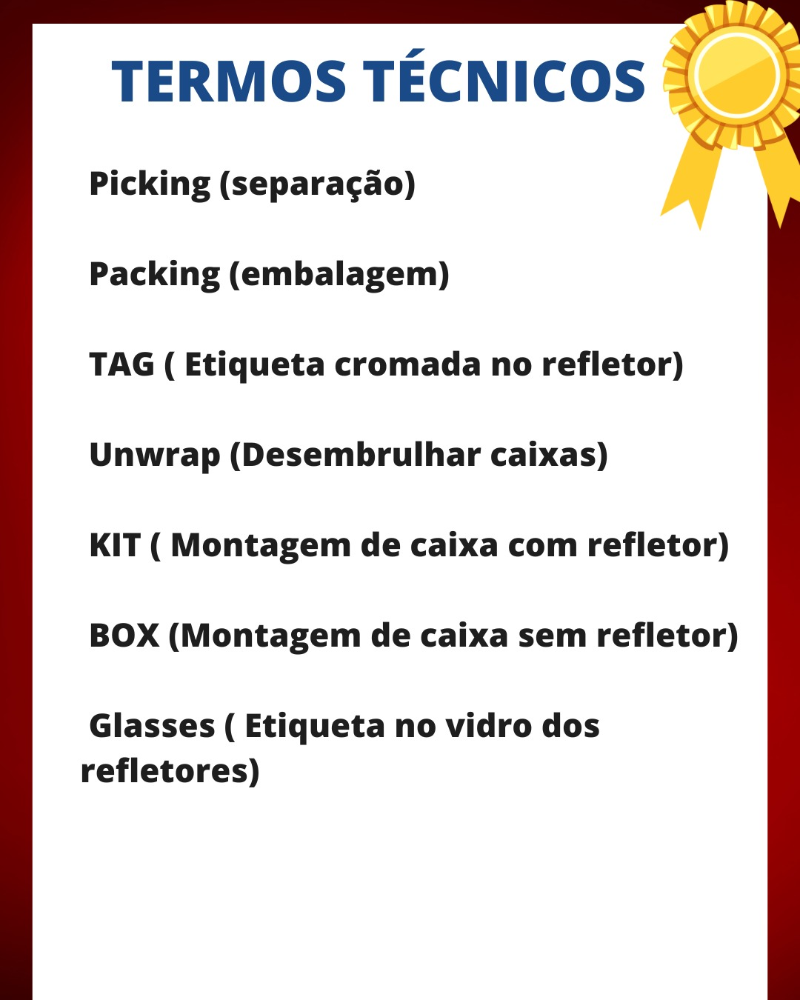 TERMOS TÉCNICOS
Picking (separação)
Packing (embalagem)
TAG ( Etiqueta cromada no refletor)
Unwrap (Desembrulhar caixas)
KIT ( Montagem de caixa com refletor)
BOX (Montagem de caixa sem refletor)
Glasses ( Etiqueta no vidro dos
refletores)